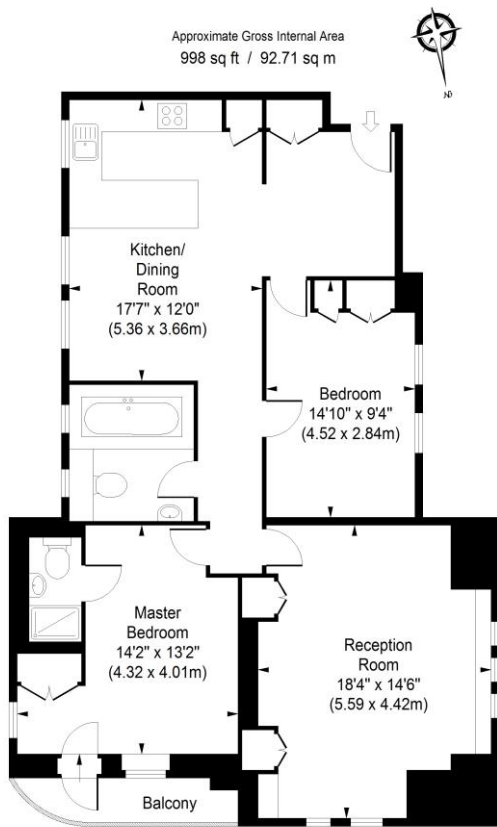 Approximate Gross Internal Area
998 sq ft / 92.71 sq m
N
Kitchen/
Dining
Room
17'7" x 12'0"
(5.36 x 3.66m)
Bedroom
14'10" x 9'4"
(4.52 x 2.84m)
Master
Bedroom
14'2" x 13'2"
(4.32 x 4.01m)
Reception
Room
18'4" x 14'6"
(5.59 x 4.42m)
Balcony